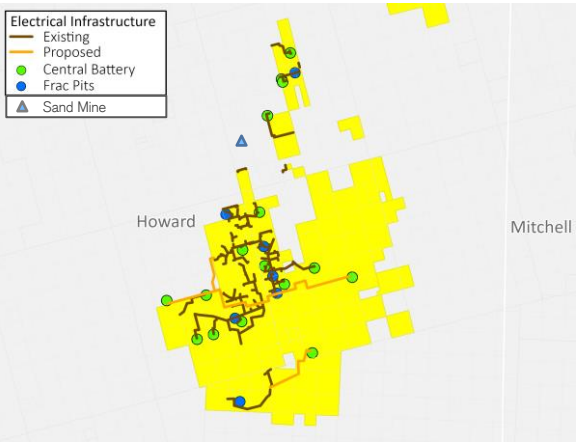 Electrical Infrastructure
Existing
Proposed
Central Battery
Frac Pits
Sand Mine
Howard
Mitchell